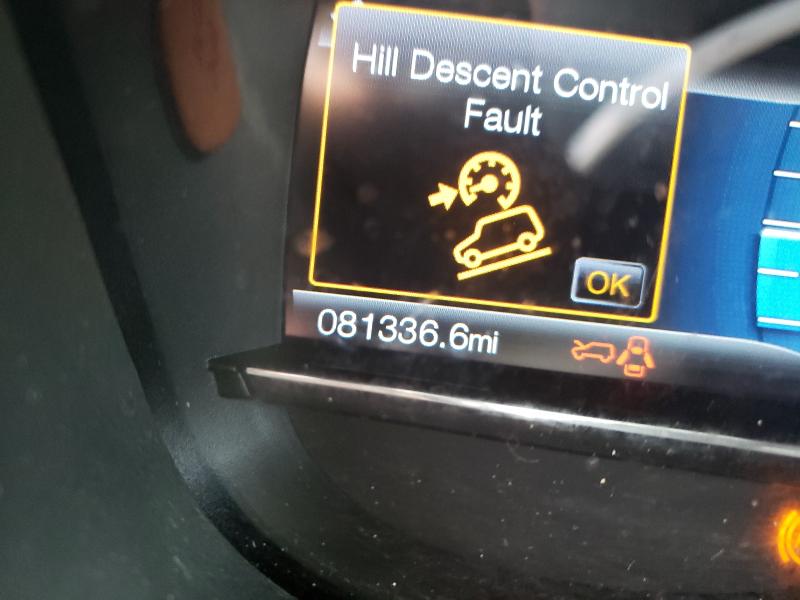 Hill Descent Control
Fault
OK
081336.6mi